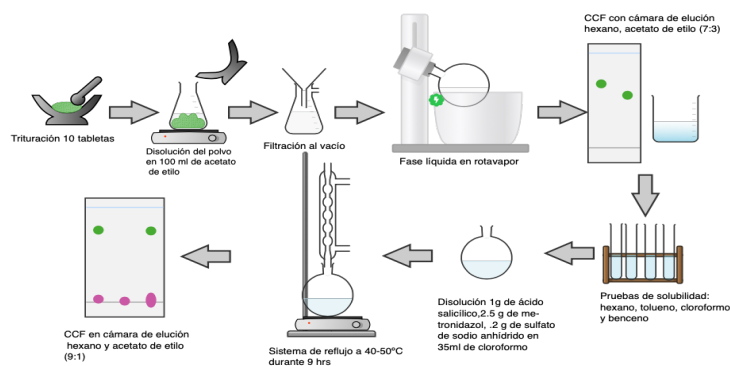 Trituración 10 tabletas
Disolución del polvo
en 100 ml de acetato
de etilo
Filtración al vacío
Fase líquida en rotavapor
CCF con cámara de elución
hexano, acetato de etilo (7:3)
Pruebas de solubilidad:
hexano, tolueno, cloroformo
y benceno
Disolución 1g de ácido
salicílico,2.5 g de me-
tronidazol, .2 g de sulfato
de sodio anhídrido en
35ml de cloroformo
Sistema de reflujo a 40-50ºC
durante 9 hrs
CCF en cámara de elución
hexano y acetato de etilo
(9:1)